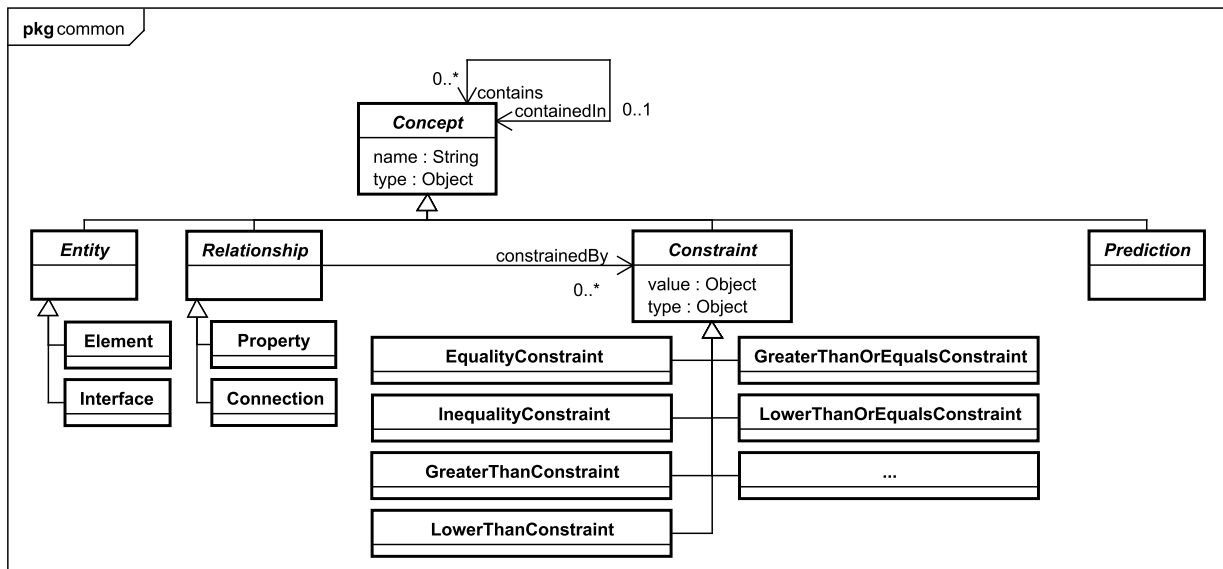 pkg common
0..*
contains
containedIn
0..1
Concept
name : String
type : Object
Entity
Relationship
constrainedBy
0..*
Constraint
value : Object
type : Object
Prediction
Element
Interface
Property
Connection
EqualityConstraint
GreaterThanOrEqualsConstraint
InequalityConstraint
LowerThanOrEqualsConstraint
GreaterThanConstraint
...
LowerThanConstraint